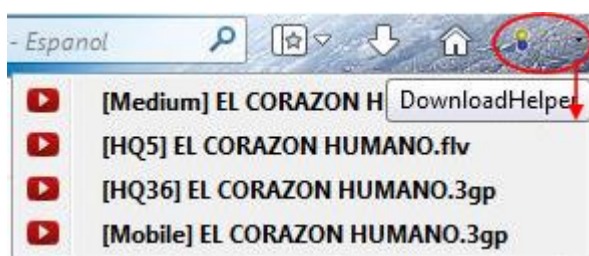 - Espanol
[Medium] EL CORAZON H
DownloadHelper
[HQ5] EL CORAZON HUMANO.flv
[HQ36] EL CORAZON HUMANO.3gp
[Mobile] EL CORAZON HUMANO.3gp